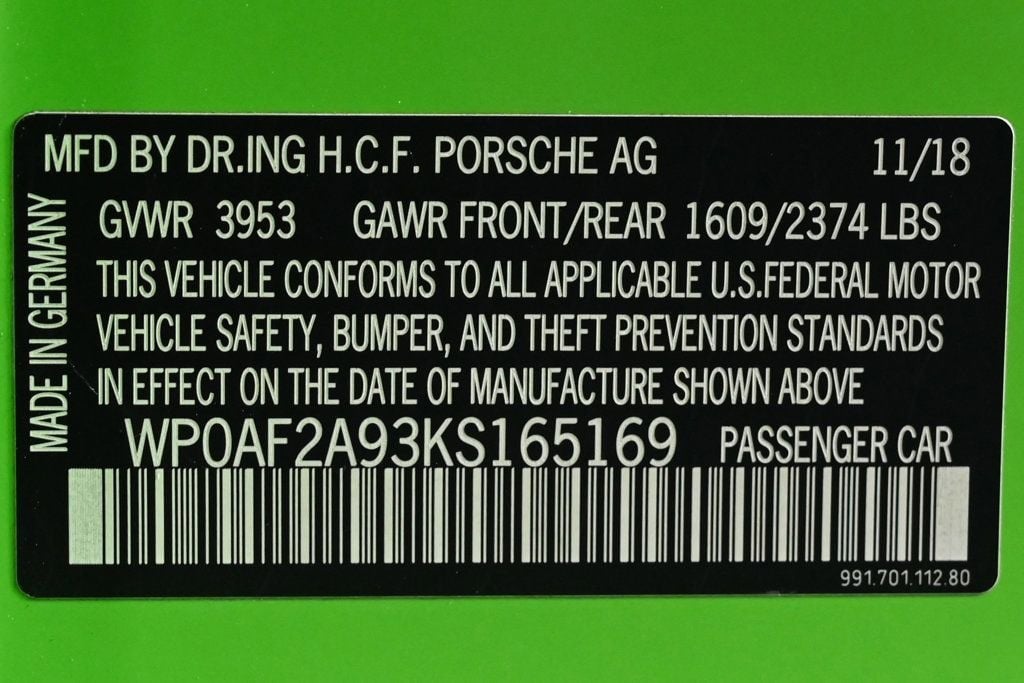 MFD BY DR.ING H.C.F. PORSCHE AG 11/18
GVWR 3953 GAWR FRONT/REAR 1609/2374 LBS
THIS VEHICLE CONFORMS TO ALL APPLICABLE U.S.FEDERAL MOTOR
VEHICLE SAFETY, BUMPER, AND THEFT PREVENTION STANDARDS
IN EFFECT ON THE DATE OF MANUFACTURE SHOWN ABOVE
WP0AF2A93KS165169 PASSENGER CAR
991.701.112.80
MADE IN GERMANY